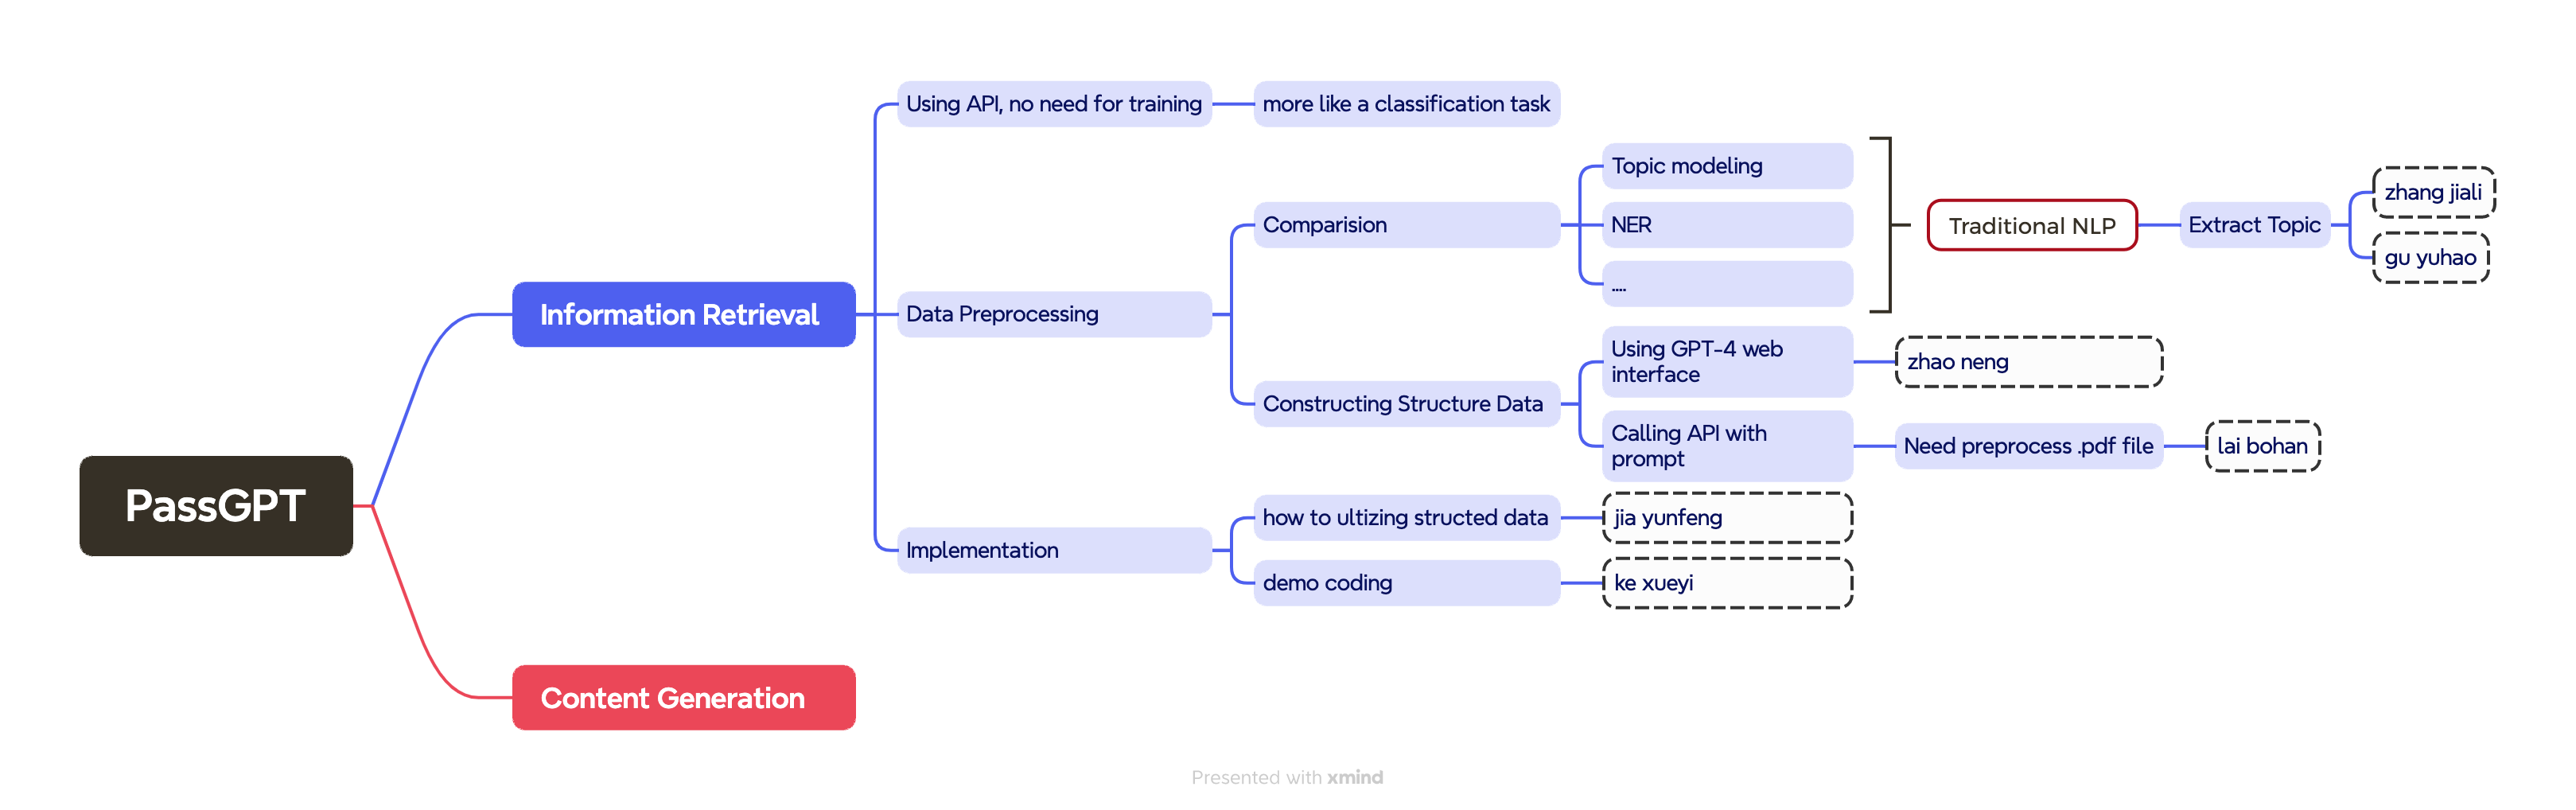 PassGPT
Information Retrieval
Using API, no need for training
more like a classification task
Data Preprocessing
Comparision
Topic modeling
NER
....
Traditional NLP
Extract Topic
zhang jiali
gu yuhao
Constructing Structure Data
Using GPT-4 web
interface
zhao neng
Calling API with
prompt
Need preprocess .pdf file
lai bohan
Implementation
how to ultizing structed data
jia yunfeng
demo coding
ke xueyi
Content Generation
Presented with xmind